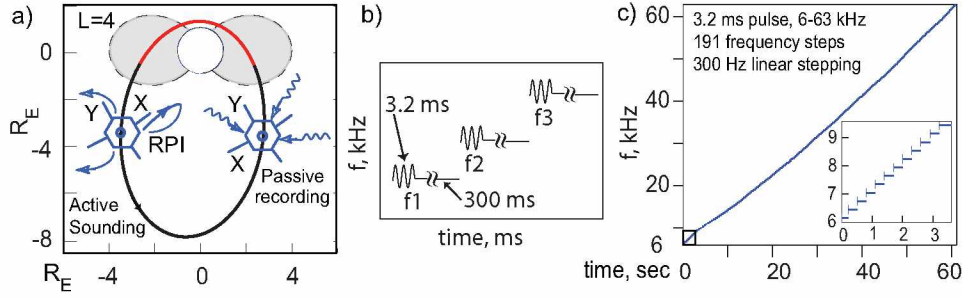 a)
L=4
0
-2
-4
-6
-8
R_E
Y
X
RPI
Y
X
Active
Sounding
Passive
recording
R_E
-4
0
4
b)
3.2 ms
f1
f2
f3
300 ms
f, kHz
time, ms
c)
3.2 ms pulse, 6-63 kHz
191 frequency steps
300 Hz linear stepping
60
40
20
6
f, kHz
9
8
7
6
0
1
2
3
time, sec
0
20
40
60